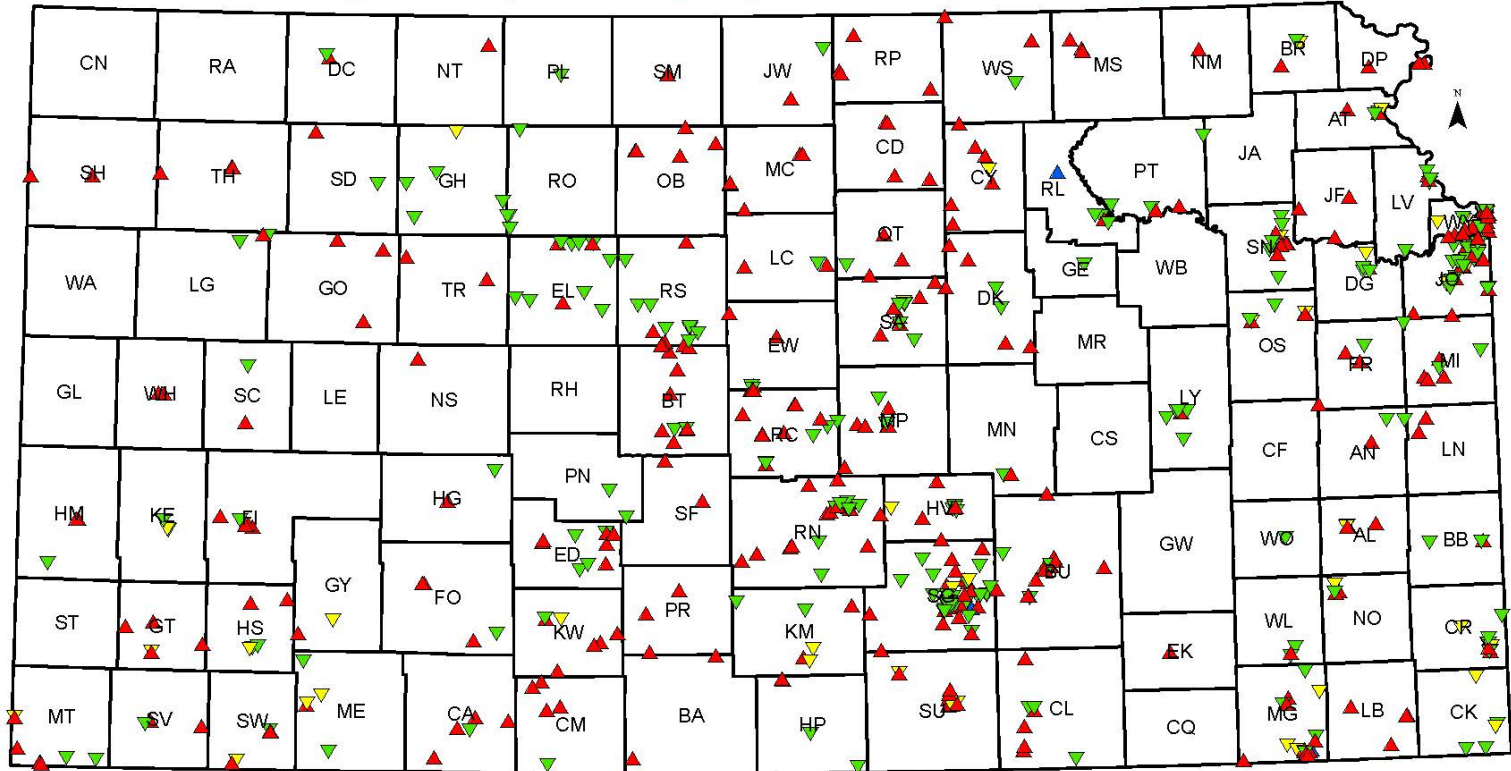 CN RA DC NT PL SM JW RP WS MS NM BR DP
N
SH TH SD GH RO OB MC CD CY RL PT JA AT JF LV WY
WA LG GO TR EL RS LC OT SA DK GE WB SN DG JO
GL WH SC LE NS RH BT EW RC MP MN MR CS LY OS FR MI
HM KE FI HG PN SF RN HV CF AN LN
ED BU GW WO AL BB
ST GT HS GY FO KW PR KM SG EK WL NO CR
MT SV SW ME CA CM BA HP SU CL CQ MG LB CK